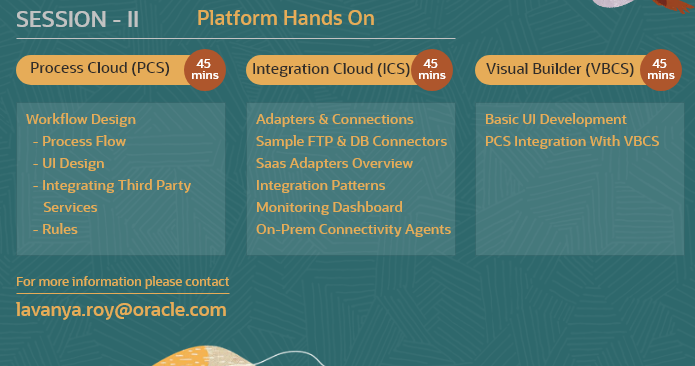 SESSION - II
Platform Hands On
Process Cloud (PCS)
45
mins
Workflow Design
- Process Flow
- UI Design
- Integrating Third Party
Services
- Rules
Integration Cloud (ICS)
45
mins
Adapters & Connections
Sample FTP & DB Connectors
Saas Adapters Overview
Integration Patterns
Monitoring Dashboard
On-Prem Connectivity Agents
Visual Builder (VBCS)
45
mins
Basic UI Development
PCS Integration With VBCS
For more information please contact
lavanya.roy@oracle.com